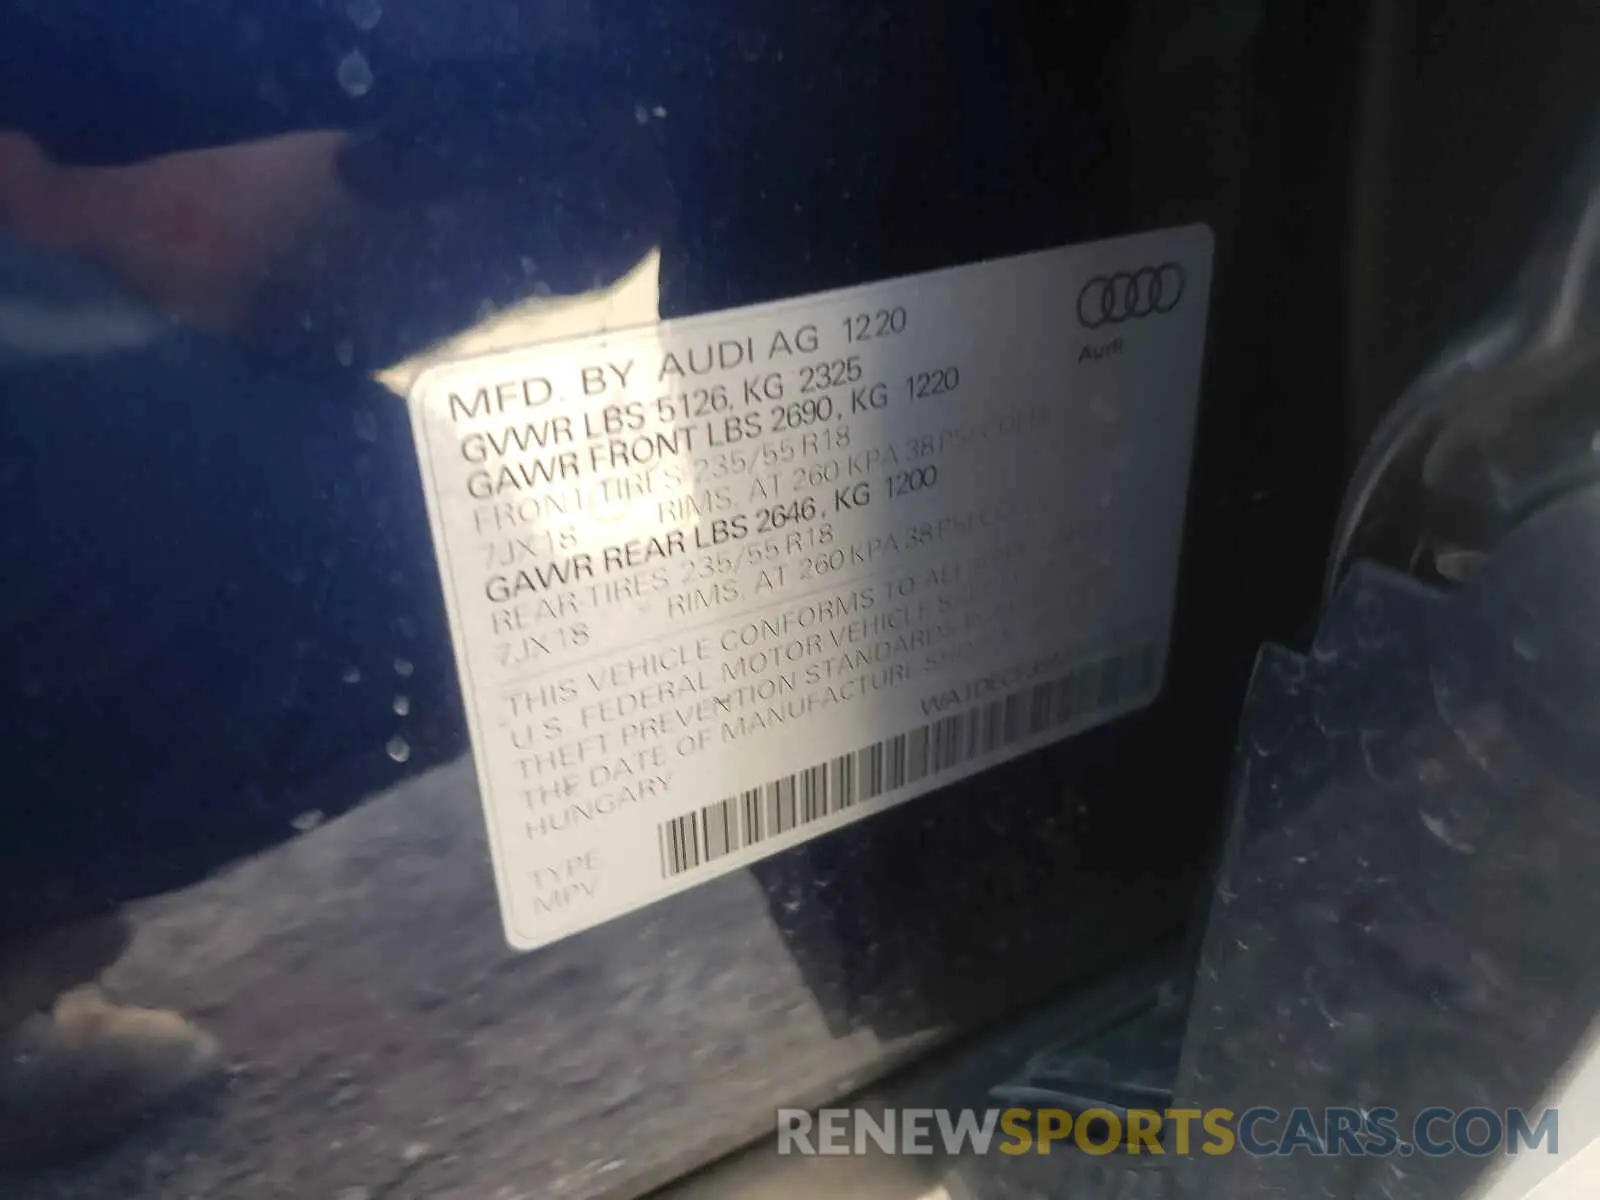 MFD. BY AUDI AG 1220
Audi
GVWR LBS 5126, KG 2325
GAWR FRONT LBS 2690, KG 1220
FRONT-TIRES 235/55 R18
7JX18 RIMS. AT 260 KPA 38 PSI COLD
GAWR REAR LBS 2646, KG 1200
REAR-TIRES 235/55 R18
7JX18 RIMS. AT 260 KPA 38 PSI
THIS VEHICLE CONFORMS TO ALL
U.S. FEDERAL MOTOR VEHICLE
THEFT PREVENTION STANDARDS
THE DATE OF MANUFACTURE
HUNGARY
TYPE
MPV
RENEWSPORTSCARS.COM